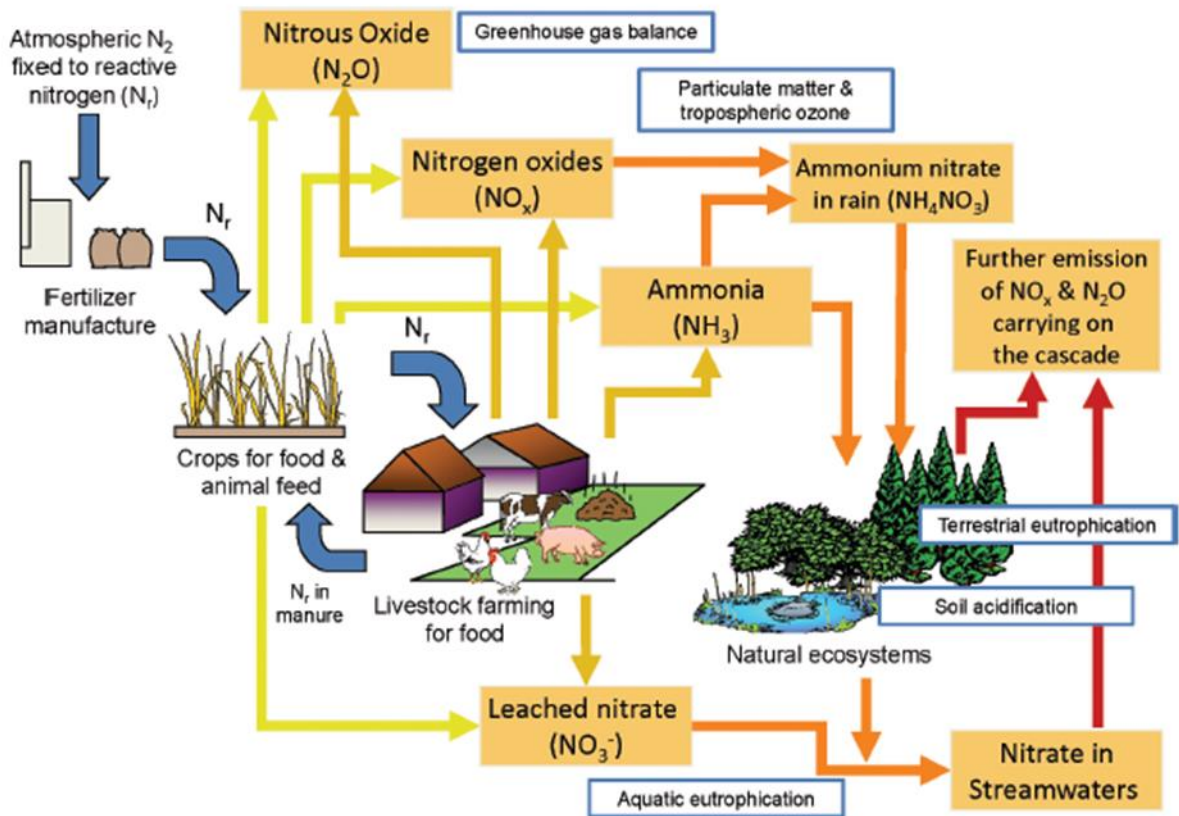 Atmospheric N₂
fixed to reactive
nitrogen (Nᵣ)
Nitrous Oxide
(N₂O)
Greenhouse gas balance
Particulate matter &
tropospheric ozone
Nitrogen oxides
(NOₓ)
Ammonium nitrate
in rain (NH₄NO₃)
Nᵣ
Fertilizer
manufacture
Ammonia
(NH₃)
Further emission
of NOₓ & N₂O
carrying on
the cascade
Nᵣ
Crops for food &
animal feed
Terrestrial eutrophication
Nᵣ in
manure
Livestock farming
for food
Soil acidification
Natural ecosystems
Leached nitrate
(NO₃⁻)
Nitrate in
Streamwaters
Aquatic eutrophication